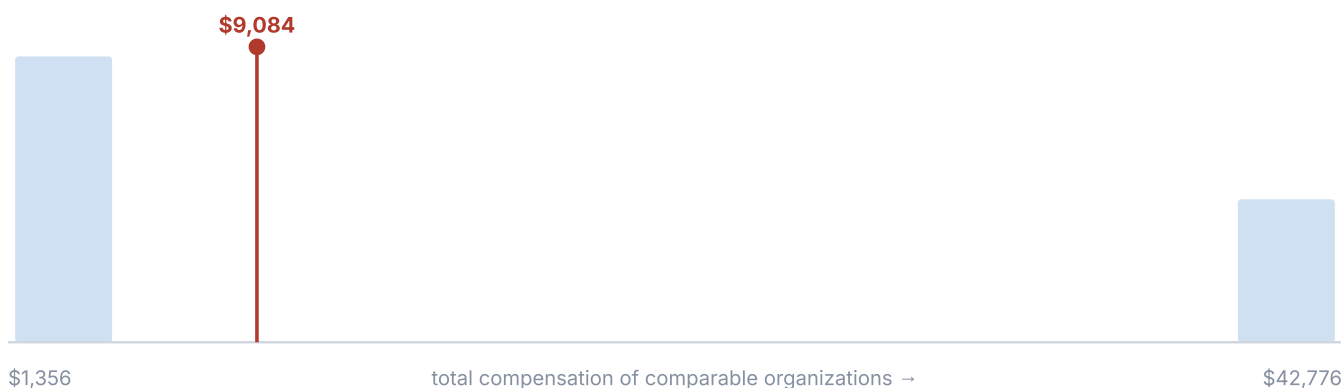 $9,084
$1,356 total compensation of comparable organizations → $42,776